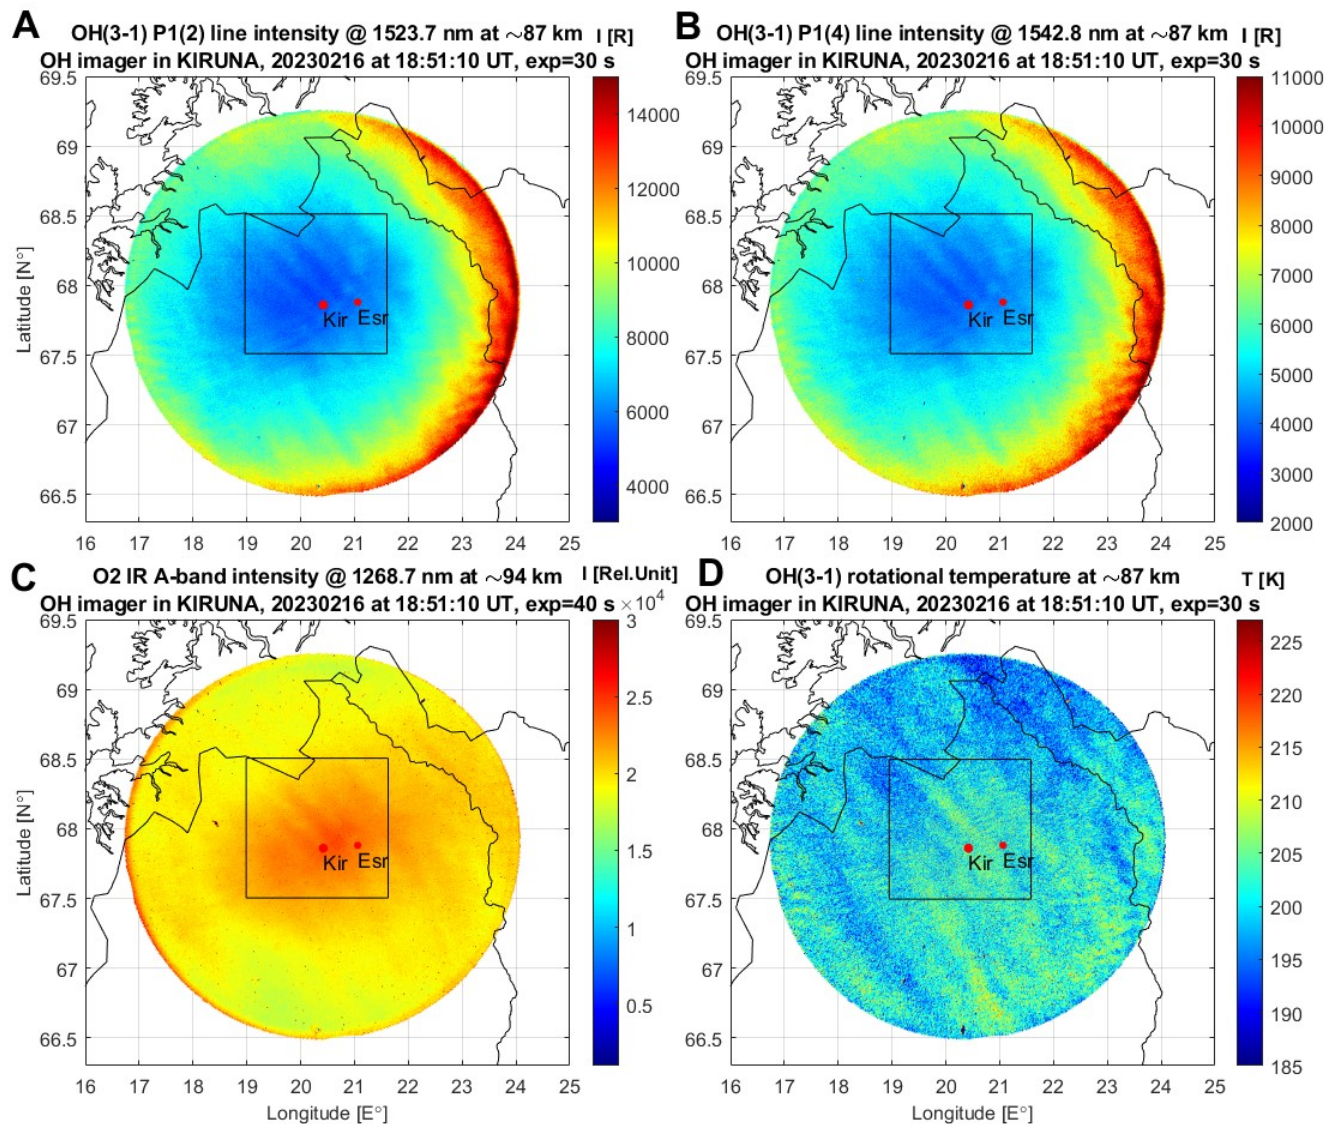 A
OH(3-1) P1(2) line intensity @ 1523.7 nm at ~87 km I [R]
OH imager in KIRUNA, 20230216 at 18:51:10 UT, exp=30 s
69.5
69
68.5
68
67.5
67
66.5
Latitude [N°]
Kir
Esr
16 17 18 19 20 21 22 23 24 25
14000
12000
10000
8000
6000
4000
B
OH(3-1) P1(4) line intensity @ 1542.8 nm at ~87 km I [R]
OH imager in KIRUNA, 20230216 at 18:51:10 UT, exp=30 s
69.5
69
68.5
68
67.5
67
66.5
Kir
Esr
16 17 18 19 20 21 22 23 24 25
11000
10000
9000
8000
7000
6000
5000
4000
3000
2000
C
O2 IR A-band intensity @ 1268.7 nm at ~94 km I [Rel.Unit]
OH imager in KIRUNA, 20230216 at 18:51:10 UT, exp=40 s ×10^4
69.5
69
68.5
68
67.5
67
66.5
Latitude [N°]
Kir
Esr
16 17 18 19 20 21 22 23 24 25
Longitude [E°]
3
2.5
2
1.5
1
0.5
D
OH(3-1) rotational temperature at ~87 km T [K]
OH imager in KIRUNA, 20230216 at 18:51:10 UT, exp=30 s
69.5
69
68.5
68
67.5
67
66.5
Kir
Esr
16 17 18 19 20 21 22 23 24 25
Longitude [E°]
225
220
215
210
205
200
195
190
185